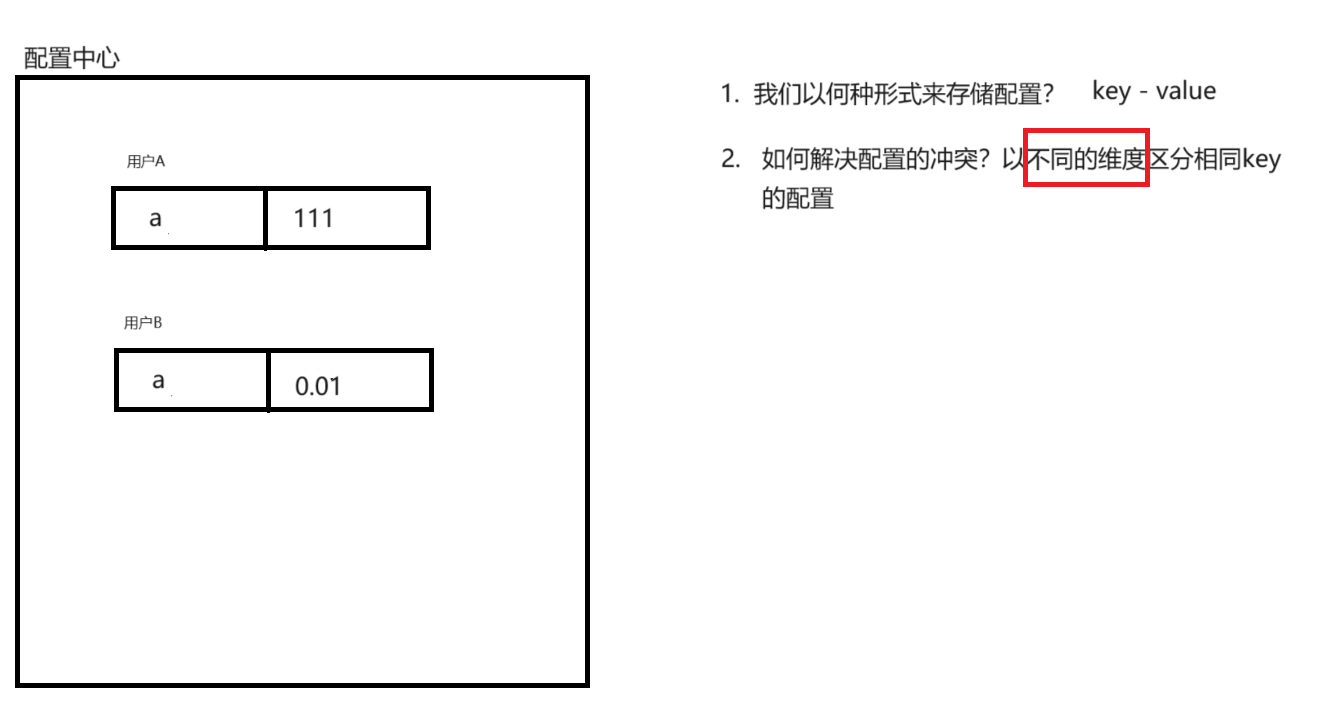 配置中心
用户A
a 111
用户B
a 0.01
1. 我们以何种形式来存储配置? key - value
2. 如何解决配置的冲突？以不同的维度区分相同key
的配置